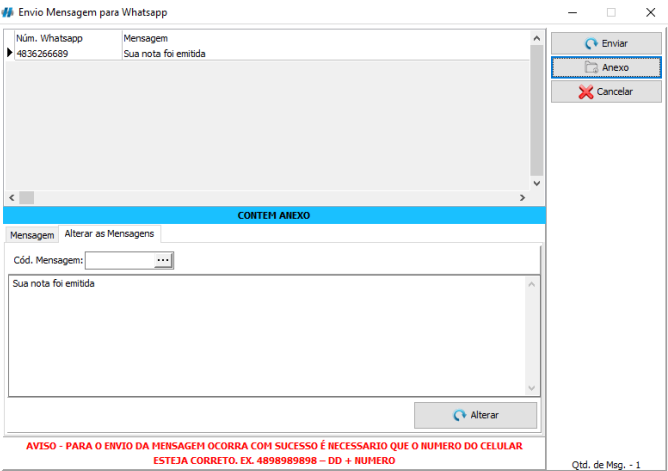 Envio Mensagem para Whatsapp
Núm. Whatsapp Mensagem
4836266689 Sua nota foi emitida
Enviar
Anexo
Cancelar
CONTEM ANEXO
Mensagem Alterar as Mensagens
Cód. Mensagem: ...
Sua nota foi emitida
Alterar
AVISO - PARA O ENVIO DA MENSAGEM OCORRA COM SUCESSO É NECESSARIO QUE O NUMERO DO CELULAR
ESTEJA CORRETO. EX. 4898989898 – DD + NUMERO
Qtd. de Msg. - 1